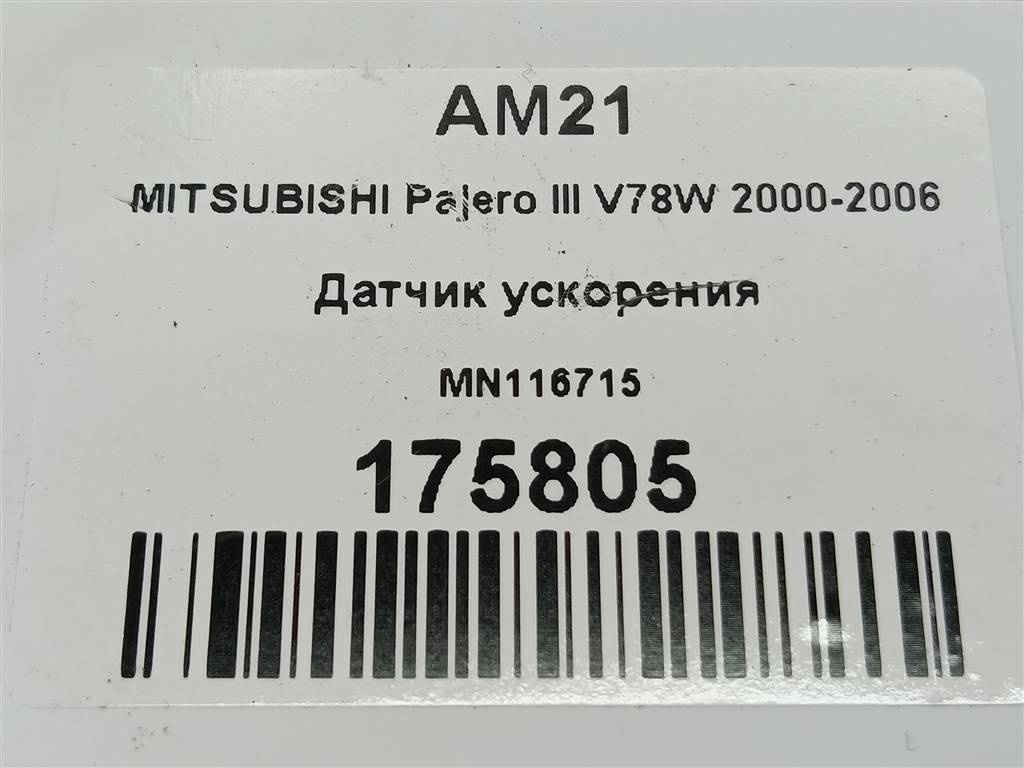 AM21
MITSUBISHI Pajero III V78W 2000-2006
Датчик ускорения
MN116715
175805